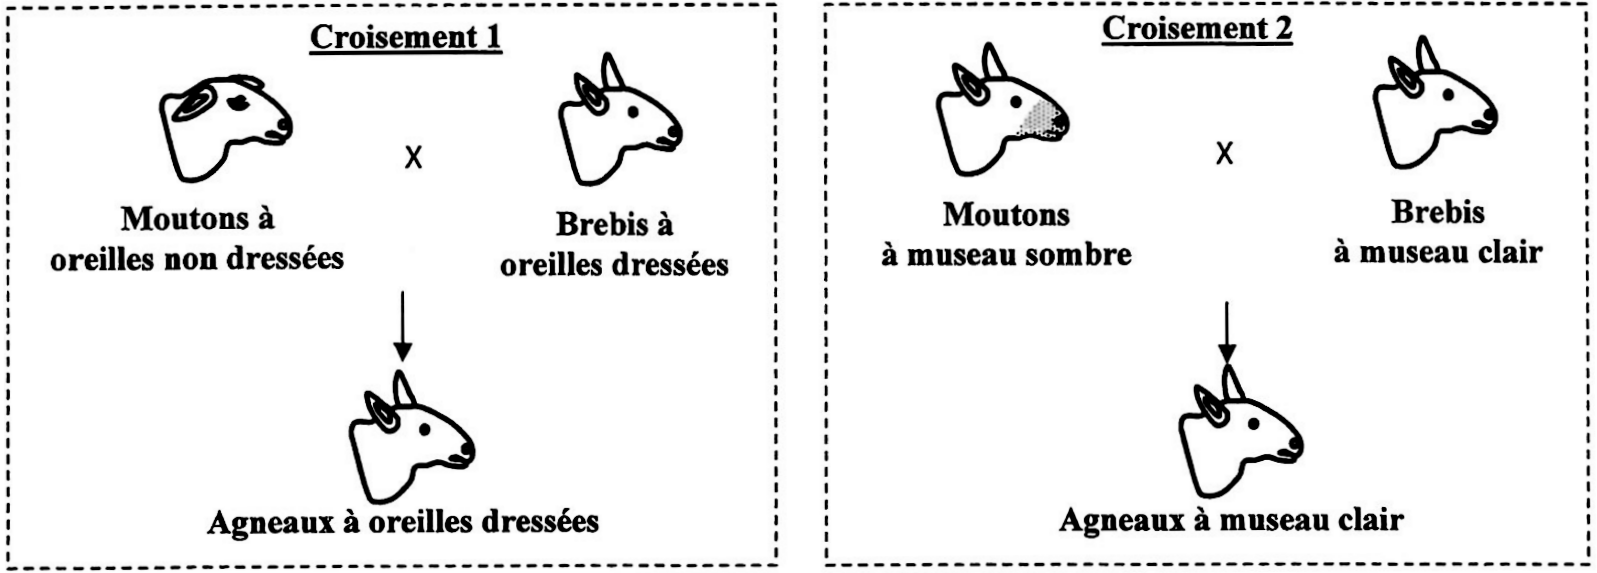 Croisement 1
X
Moutons à
oreilles non dressées
Brebis à
oreilles dressées
Agneaux à oreilles dressées
Croisement 2
X
Moutons
à museau sombre
Brebis
à museau clair
Agneaux à museau clair